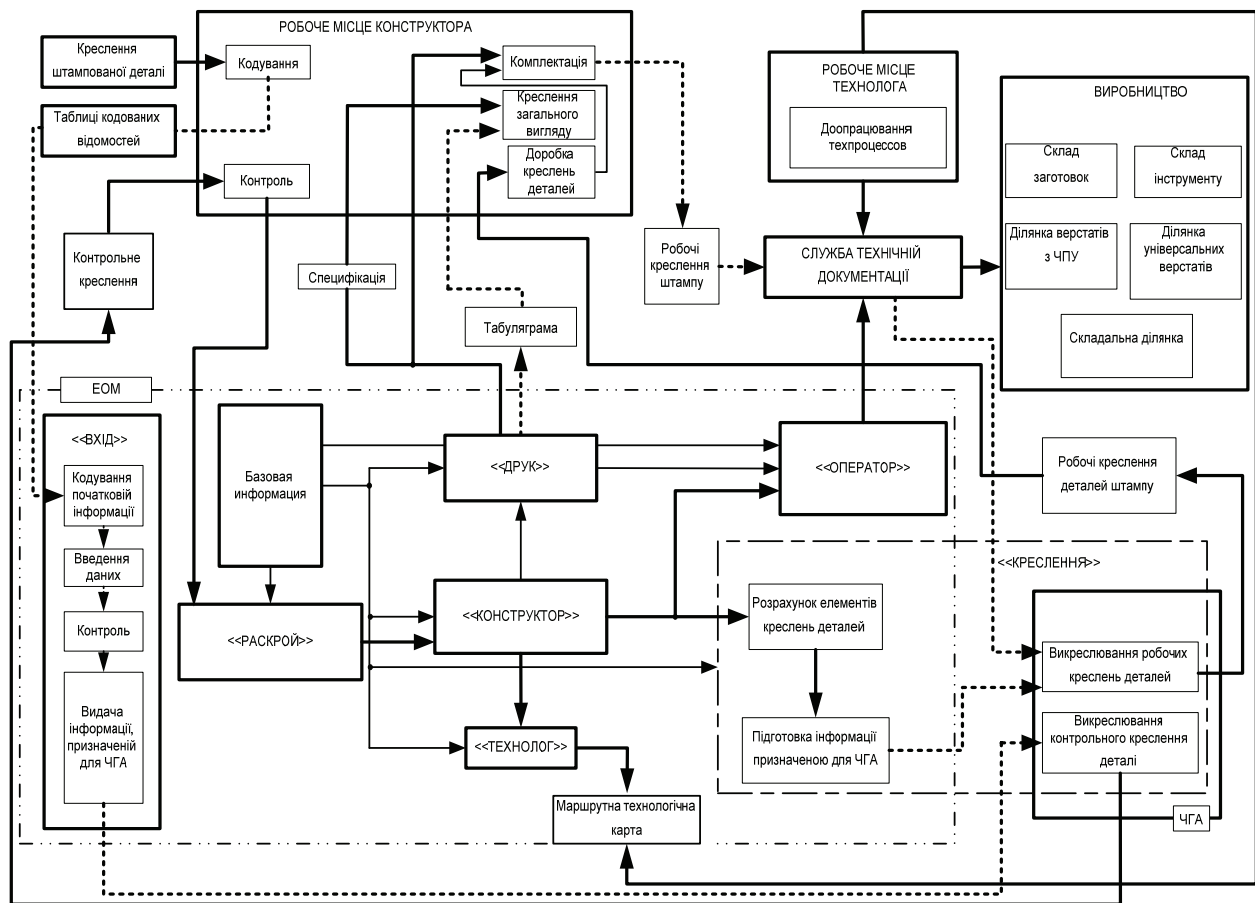 РОБОЧЕ МІСЦЕ КОНСТРУКТОРА
Креслення
штампованої деталі
Кодування
Таблиці кодованих
відомостей
Контроль
Комплектація
Креслення
загального
вигляду
Доробка
креслень
деталей
РОБОЧЕ МІСЦЕ
ТЕХНОЛОГА
Доопрацювання
техпроцессов
ВИРОБНИЦТВО
Склад
заготовок
Склад
інструменту
Ділянка верстатів
з ЧПУ
Ділянка
універсальних
верстатів
Складальна ділянка
Контрольне
креслення
Специфікація
Табуляграма
Робочі
креслення
штампу
СЛУЖБА ТЕХНІЧНІЙ
ДОКУМЕНТАЦІЇ
ЕОМ
<<ВХІД>>
Кодування
початковій
інформації
Введення
даних
Контроль
Видача
інформації,
призначеній
для ЧГА
Базовая
информация
<<ДРУК>>
<<ОПЕРАТОР>>
Робочі креслення
деталей штампу
<<РАСКРОЙ>>
<<КОНСТРУКТОР>>
<<ТЕХНОЛОГ>>
Маршрутна технологічна
карта
<<КРЕСЛЕННЯ>>
Розрахунок елементів
креслень деталей
Підготовка інформації
призначеною для ЧГА
Викреслювання робочих
креслень деталей
Викреслювання
контрольного креслення
деталі
ЧГА